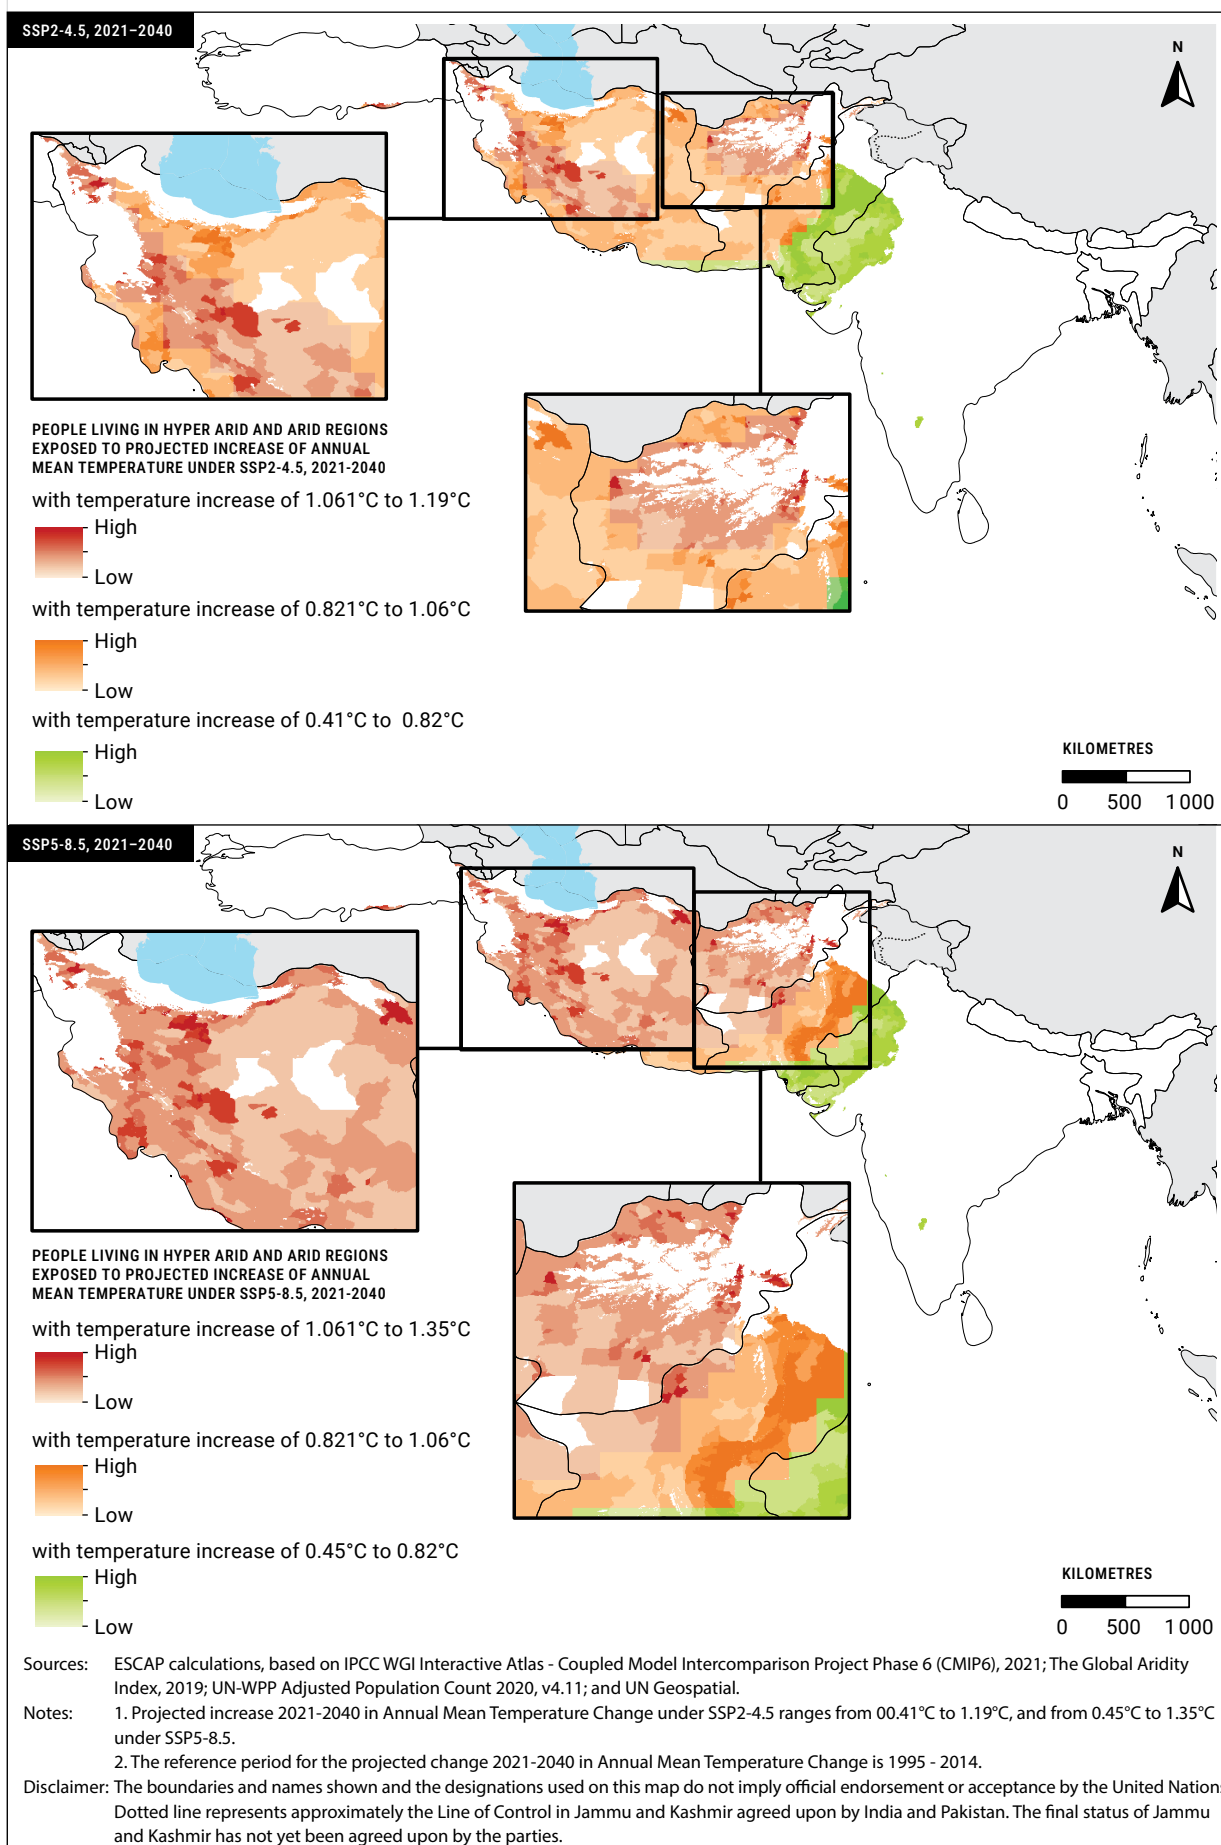 SSP2-4.5, 2021–2040
N
PEOPLE LIVING IN HYPER ARID AND ARID REGIONS
EXPOSED TO PROJECTED INCREASE OF ANNUAL
MEAN TEMPERATURE UNDER SSP2-4.5, 2021-2040
with temperature increase of 1.061°C to 1.19°C
High
Low
with temperature increase of 0.821°C to 1.06°C
High
Low
with temperature increase of 0.41°C to 0.82°C
High
Low
KILOMETRES
0 500 1 000
SSP5-8.5, 2021–2040
N
PEOPLE LIVING IN HYPER ARID AND ARID REGIONS
EXPOSED TO PROJECTED INCREASE OF ANNUAL
MEAN TEMPERATURE UNDER SSP5-8.5, 2021-2040
with temperature increase of 1.061°C to 1.35°C
High
Low
with temperature increase of 0.821°C to 1.06°C
High
Low
with temperature increase of 0.45°C to 0.82°C
High
Low
KILOMETRES
0 500 1 000
Sources: ESCAP calculations, based on IPCC WGI Interactive Atlas - Coupled Model Intercomparison Project Phase 6 (CMIP6), 2021; The Global Aridity
Index, 2019; UN-WPP Adjusted Population Count 2020, v4.11; and UN Geospatial.
Notes: 1. Projected increase 2021-2040 in Annual Mean Temperature Change under SSP2-4.5 ranges from 00.41°C to 1.19°C, and from 0.45°C to 1.35°C
under SSP5-8.5.
2. The reference period for the projected change 2021-2040 in Annual Mean Temperature Change is 1995 - 2014.
Disclaimer: The boundaries and names shown and the designations used on this map do not imply official endorsement or acceptance by the United Nations
Dotted line represents approximately the Line of Control in Jammu and Kashmir agreed upon by India and Pakistan. The final status of Jammu
and Kashmir has not yet been agreed upon by the parties.